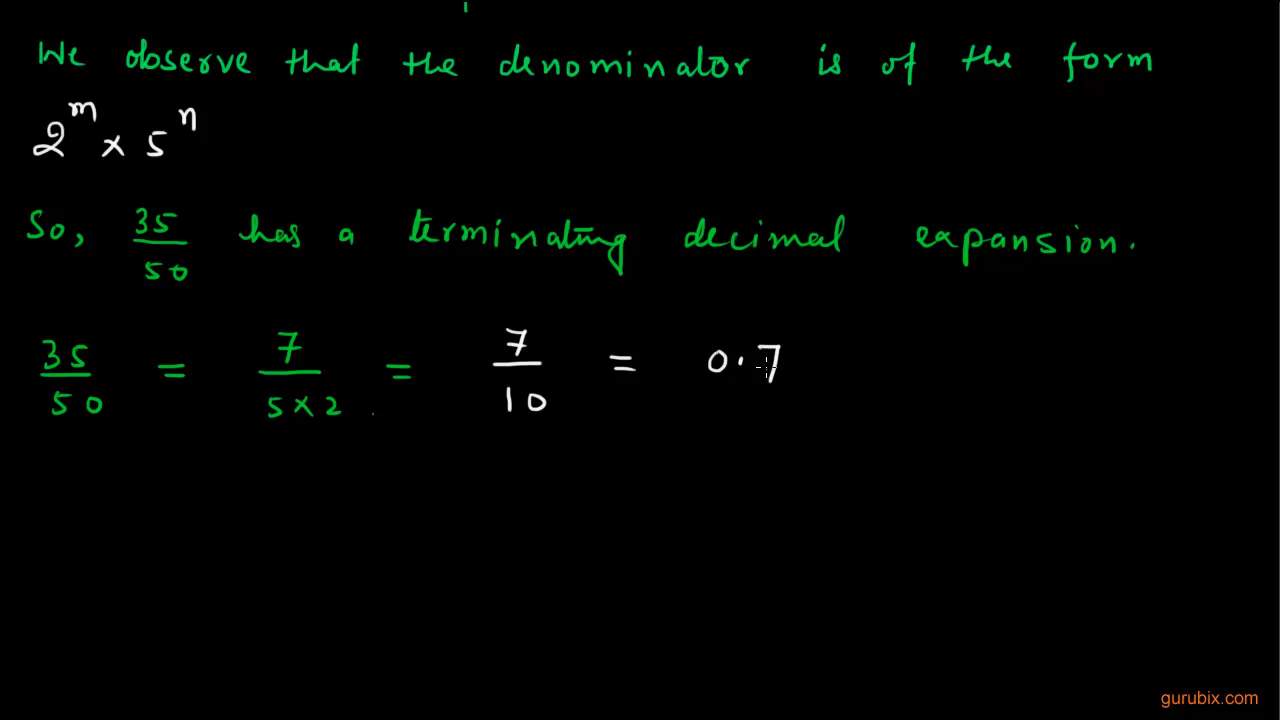 We observe that the denominator is of the form
2^m × 5^n
So, 35/50 has a terminating decimal expansion.
35/50 = 7/5×2 = 7/10 = 0.7
gurubix.com